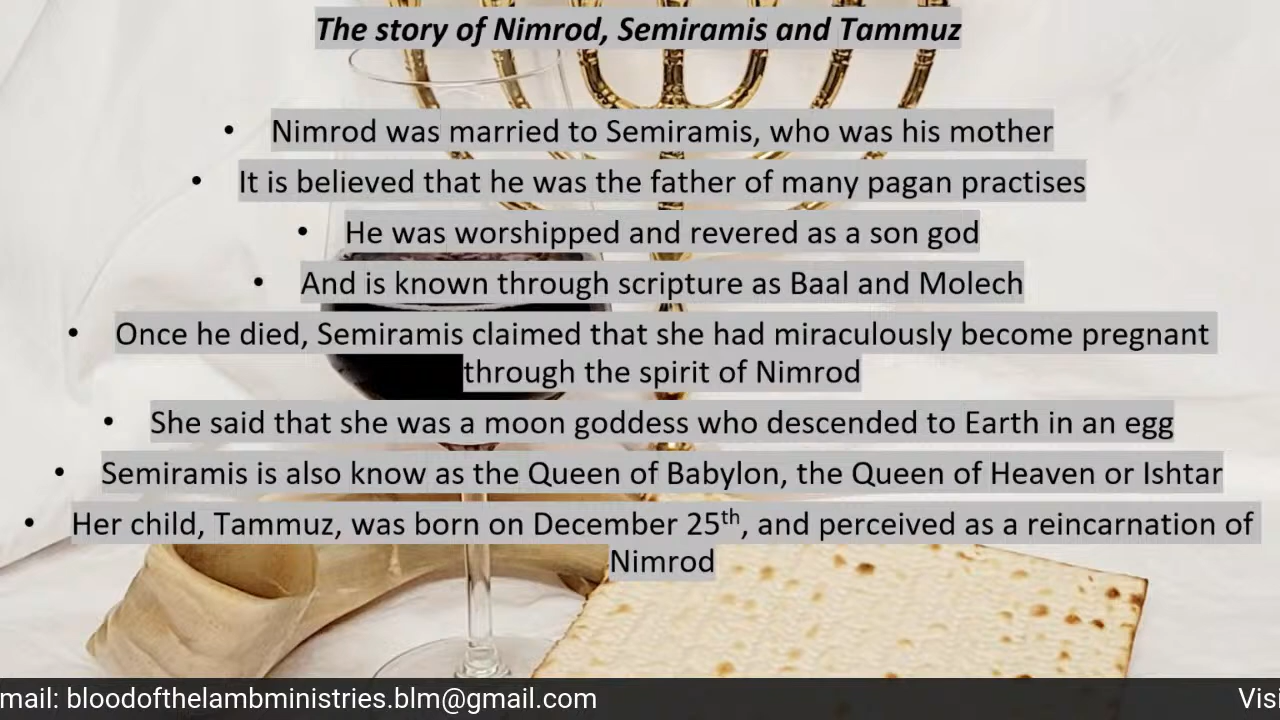 The story of Nimrod, Semiramis and Tammuz
• Nimrod was married to Semiramis, who was his mother
• It is believed that he was the father of many pagan practises
• He was worshipped and revered as a son god
• And is known through scripture as Baal and Molech
• Once he died, Semiramis claimed that she had miraculously become pregnant
through the spirit of Nimrod
• She said that she was a moon goddess who descended to Earth in an egg
• Semiramis is also know as the Queen of Babylon, the Queen of Heaven or Ishtar
• Her child, Tammuz, was born on December 25th, and perceived as a reincarnation of
Nimrod
mail: bloodofthelambministries.blm@gmail.com Visi